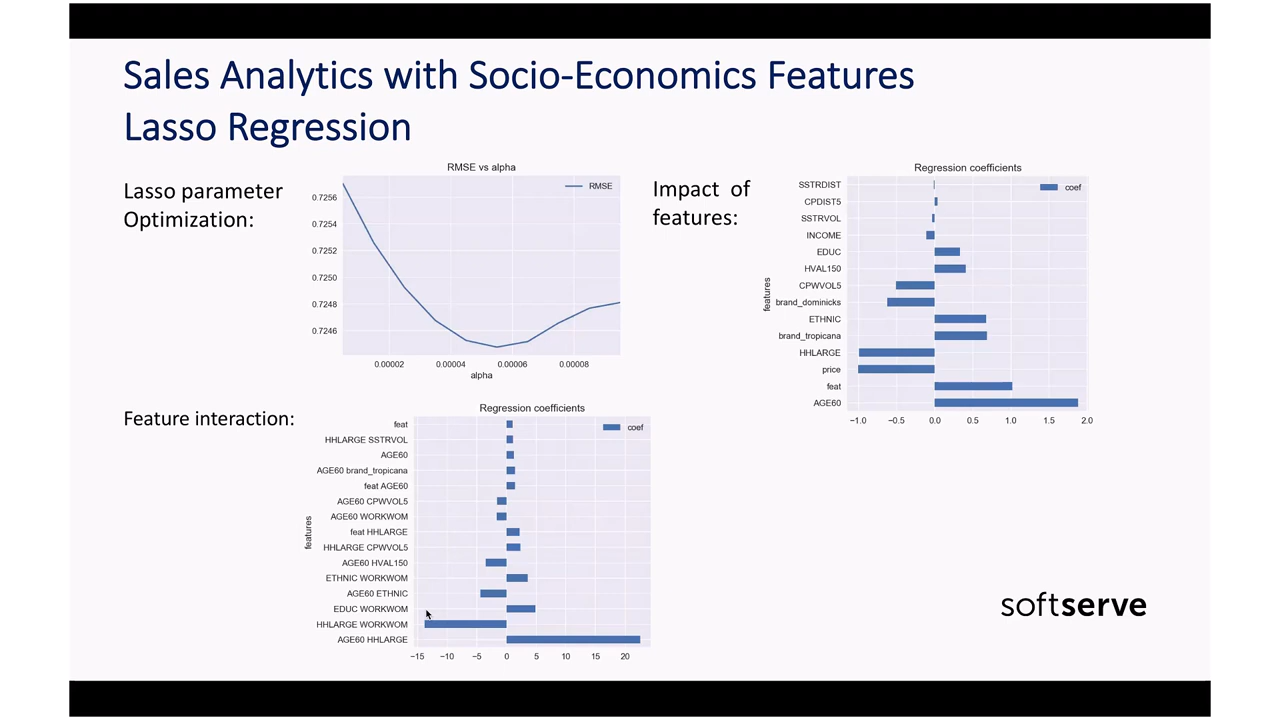 Sales Analytics with Socio-Economics Features
Lasso Regression
Lasso parameter
Optimization:
RMSE vs alpha
RMSE
0.7256
0.7254
0.7252
0.7250
0.7248
0.7246
0.00002 0.00004 0.00006 0.00008
alpha
Impact of
features:
Regression coefficients
coef
features
SSTRDIST
CPDIST5
SSTRVOL
INCOME
EDUC
HVAL150
CPWVOL5
brand_dominicks
ETHNIC
brand_tropicana
HHLARGE
price
feat
AGE60
−1.0 −0.5 0.0 0.5 1.0 1.5 2.0
Feature interaction:
Regression coefficients
coef
features
feat
HHLARGE SSTRVOL
AGE60
AGE60 brand_tropicana
feat AGE60
AGE60 CPWVOL5
AGE60 WORKWOM
feat HHLARGE
HHLARGE CPWVOL5
AGE60 HVAL150
ETHNIC WORKWOM
AGE60 ETHNIC
EDUC WORKWOM
HHLARGE WORKWOM
AGE60 HHLARGE
−15 −10 −5 0 5 10 15 20
softserve